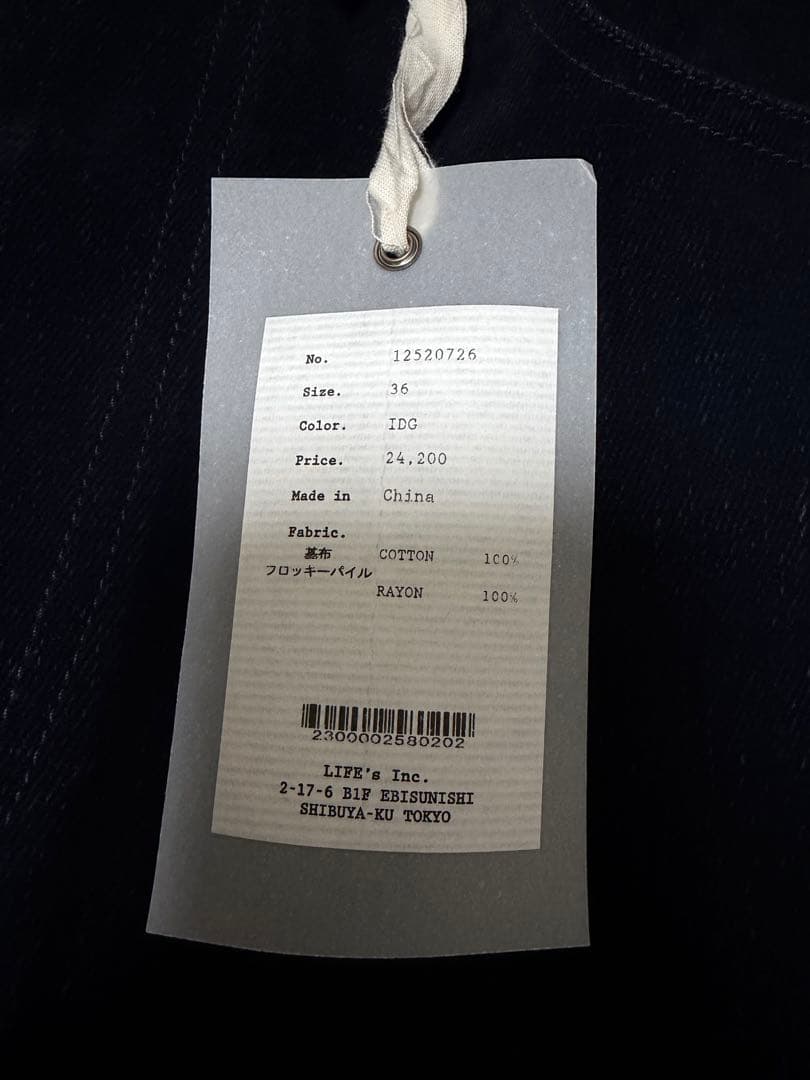 No. 12520726
Size. 36
Color. IDG
Price. 24,200
Made in China
Fabric.
基布 COTTON 100%
フロッキーパイル
RAYON 100%
2300002580202
LIFE's Inc.
2-17-6 B1F EBISUNISHI
SHIBUYA-KU TOKYO